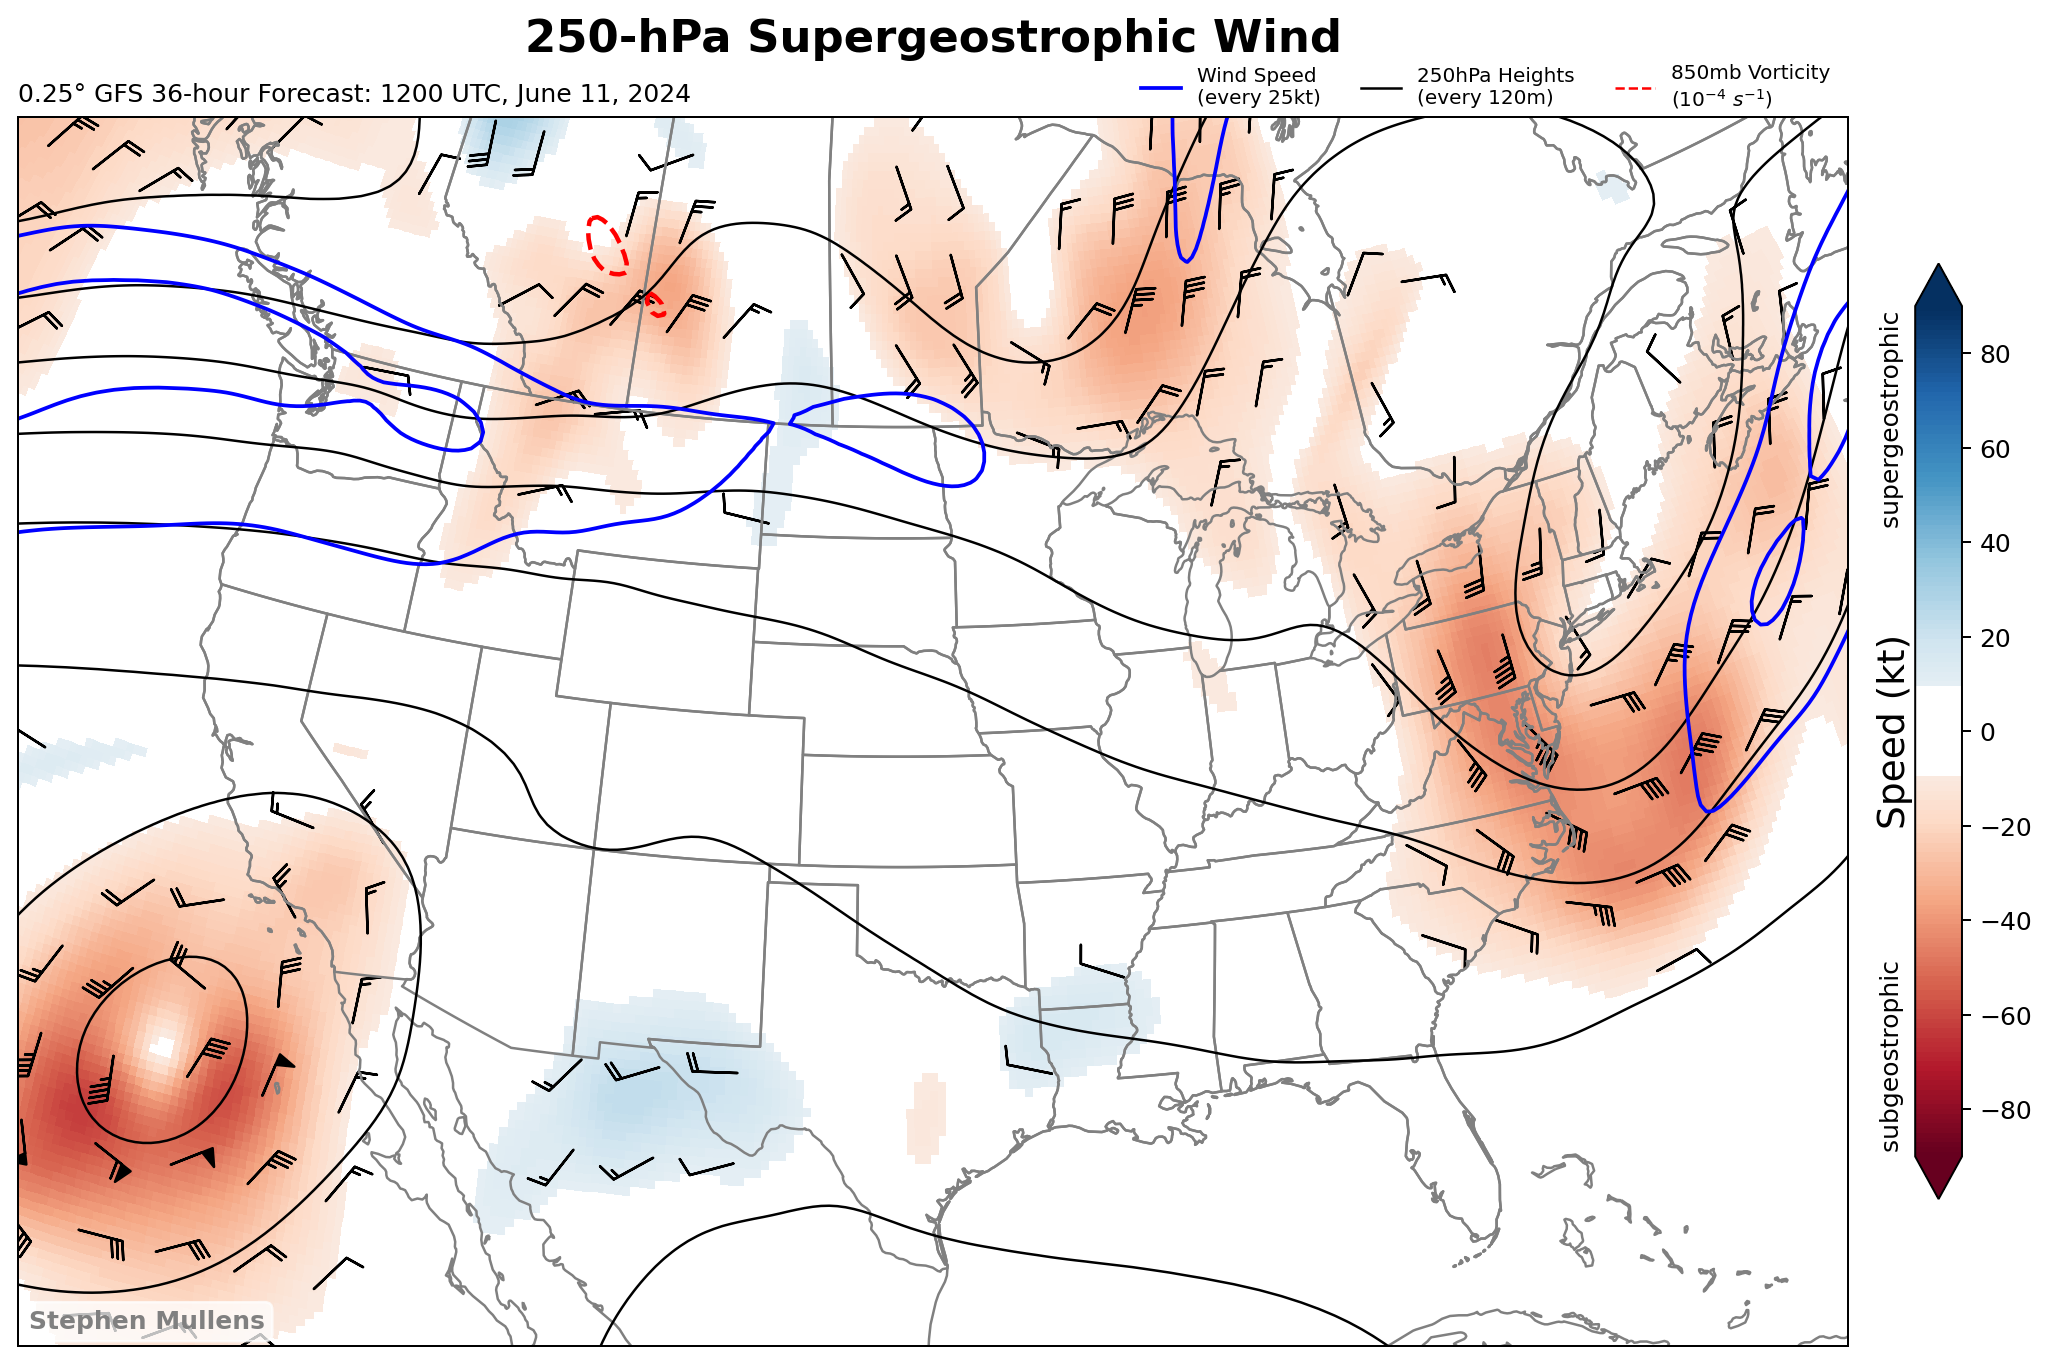 250-hPa Supergeostrophic Wind
0.25° GFS 36-hour Forecast: 1200 UTC, June 11, 2024
Wind Speed
(every 25kt)
250hPa Heights
(every 120m)
850mb Vorticity
(10⁻⁴ s⁻¹)
supergeostrophic
Speed (kt)
subgeostrophic
80
60
40
20
0
−20
−40
−60
−80
Stephen Mullens